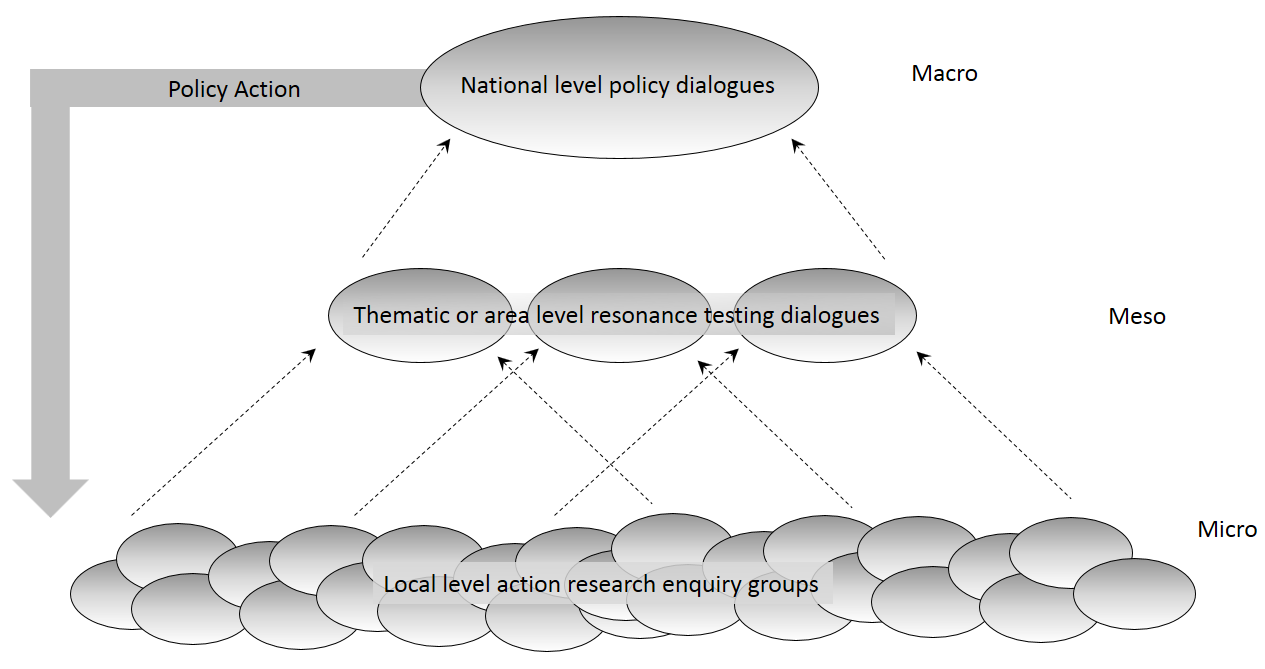 National level policy dialogues
Macro
Policy Action
Thematic or area level resonance testing dialogues
Meso
Micro
Local level action research enquiry groups